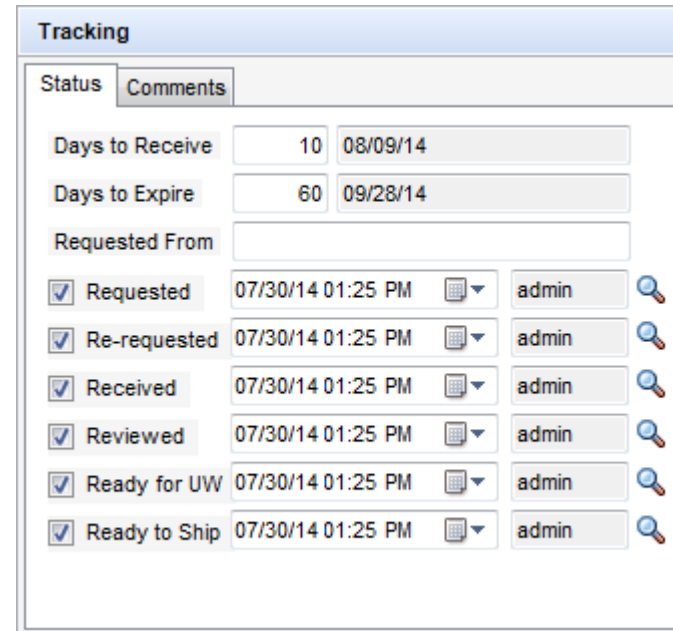 Tracking
Status Comments
Days to Receive 10 08/09/14
Days to Expire 60 09/28/14
Requested From
Requested 07/30/14 01:25 PM admin
Re-requested 07/30/14 01:25 PM admin
Received 07/30/14 01:25 PM admin
Reviewed 07/30/14 01:25 PM admin
Ready for UW 07/30/14 01:25 PM admin
Ready to Ship 07/30/14 01:25 PM admin